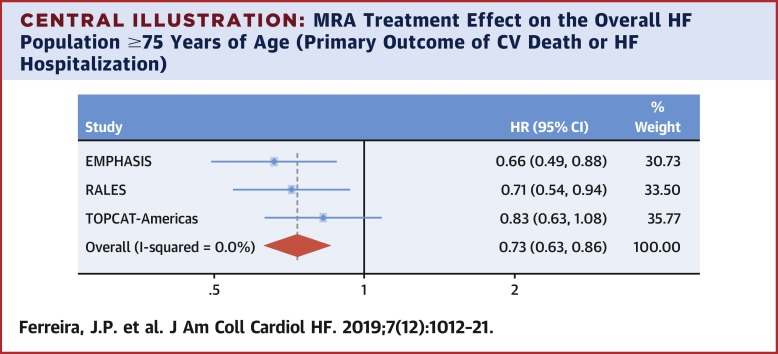 CENTRAL ILLUSTRATION: MRA Treatment Effect on the Overall HF
Population ≥75 Years of Age (Primary Outcome of CV Death or HF
Hospitalization)
%
Study HR (95% CI) Weight
EMPHASIS 0.66 (0.49, 0.88) 30.73
RALES 0.71 (0.54, 0.94) 33.50
TOPCAT-Americas 0.83 (0.63, 1.08) 35.77
Overall (I-squared = 0.0%) 0.73 (0.63, 0.86) 100.00
.5 1 2
Ferreira, J.P. et al. J Am Coll Cardiol HF. 2019;7(12):1012–21.